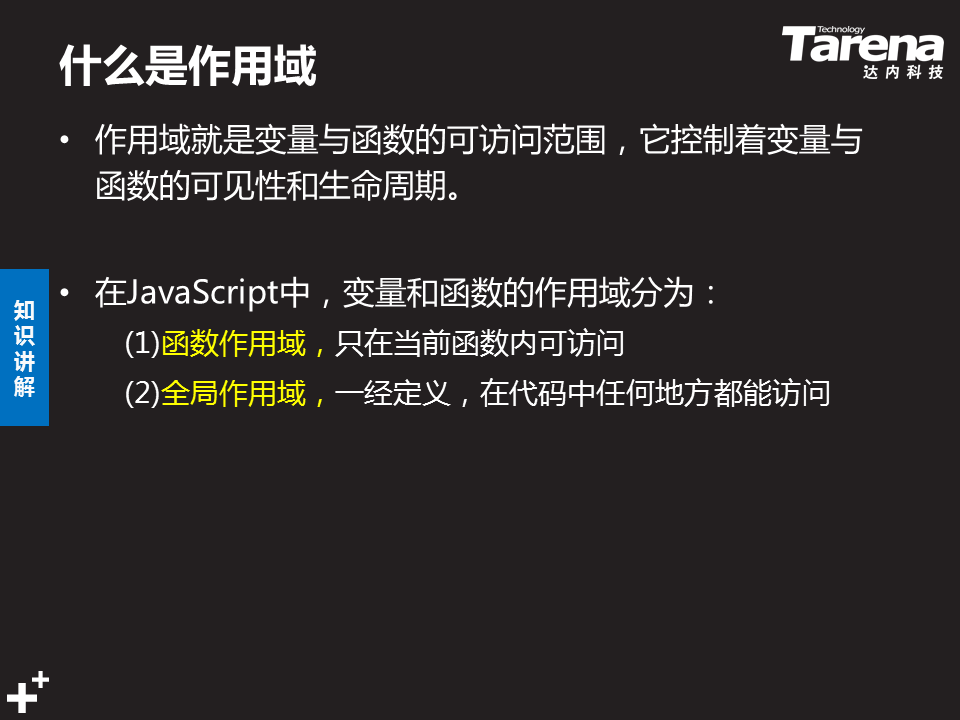 什么是作用域
Technology
Tarena
达内科技
• 作用域就是变量与函数的可访问范围，它控制着变量与
函数的可见性和生命周期。
• 在JavaScript中，变量和函数的作用域分为：
(1)函数作用域，只在当前函数内可访问
(2)全局作用域，一经定义，在代码中任何地方都能访问
知
识
讲
解